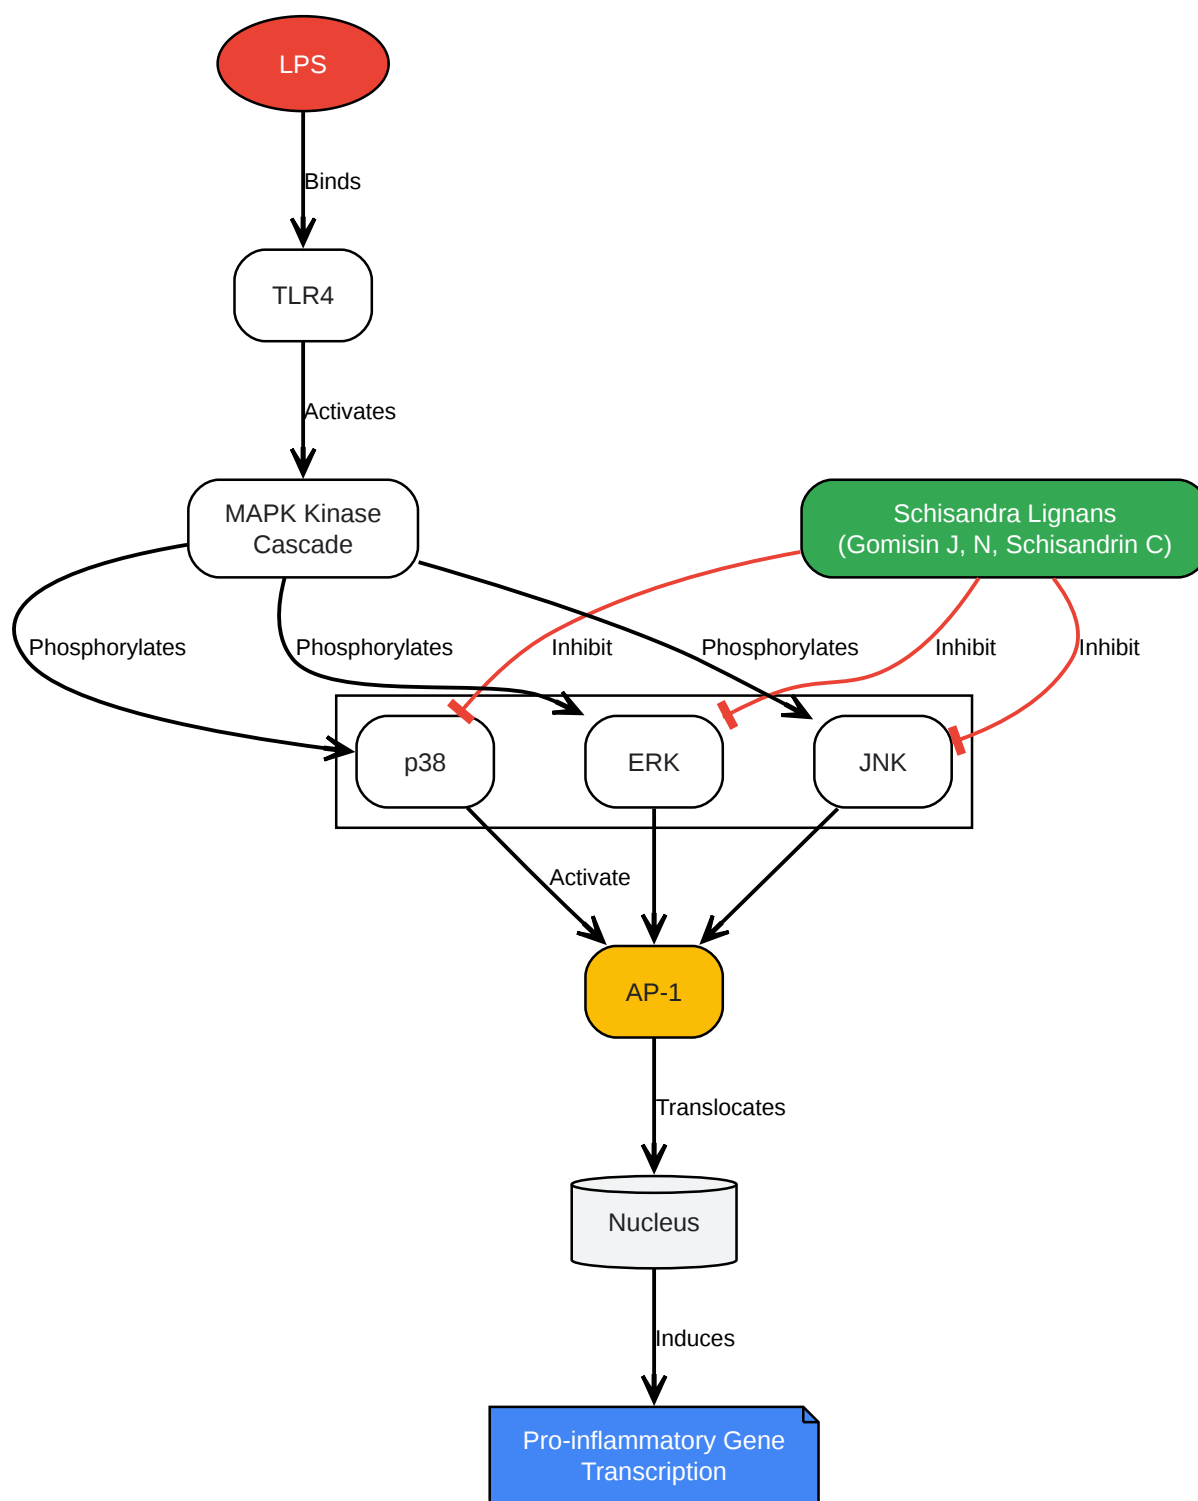 LPS
Binds
TLR4
Activates
MAPK Kinase
Cascade
Schisandra Lignans
(Gomisin J, N, Schisandrin C)
Phosphorylates
Phosphorylates
Inhibit
Phosphorylates
Inhibit
Inhibit
p38
ERK
JNK
Activate
AP-1
Translocates
Nucleus
Induces
Pro-inflammatory Gene
Transcription